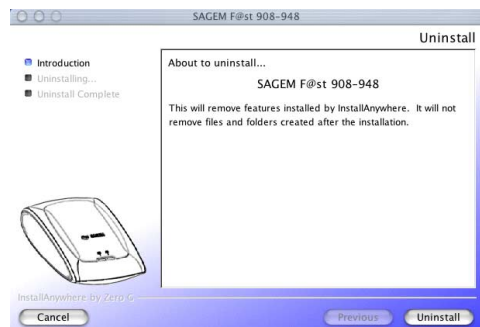 SAGEM F@st 908-948
Uninstall
Introduction
Uninstalling...
Uninstall Complete
About to uninstall...
SAGEM F@st 908-948
This will remove features installed by InstallAnywhere. It will not
remove files and folders created after the installation.
InstallAnywhere by Zero G
Cancel
Previous
Uninstall